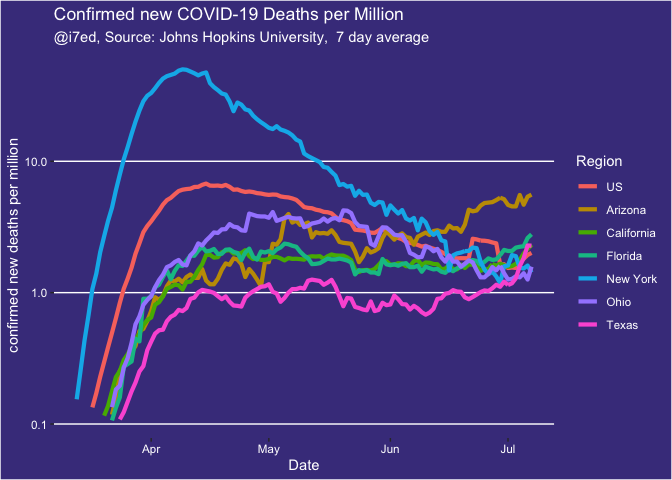 Confirmed new COVID-19 Deaths per Million
@i7ed, Source: Johns Hopkins University,  7 day average
confirmed new deaths per million
10.0
1.0
0.1
Apr
May
Jun
Jul
Date
Region
US
Arizona
California
Florida
New York
Ohio
Texas